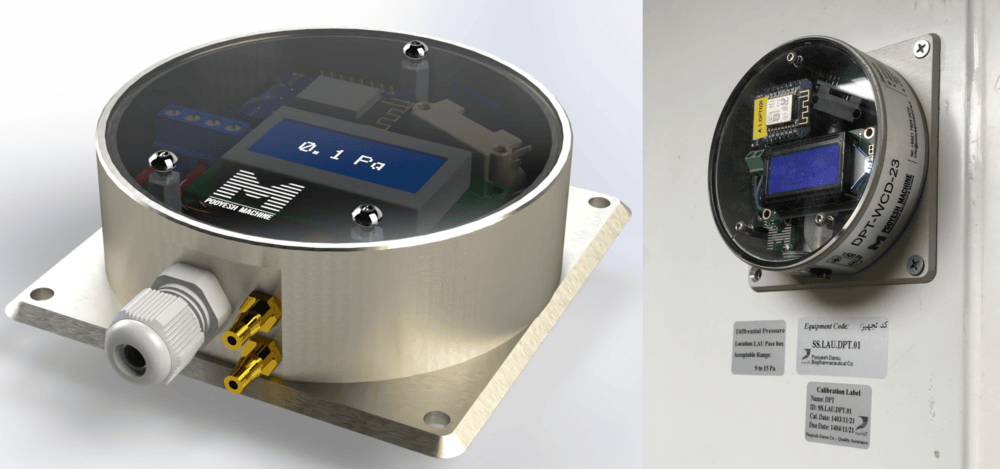 0.1 Pa
POOYESH MACHINE
DPT-WCD-23
POOYESH MACHINE
Diffrential Pressure
Location: LAU Pass box
Acceptable Range:
5 to 15 Pa
Equipment Code: کد تجهیز:
SS.LAU.DPT.01
Pooyesh Darou
Biopharmaceutical Co.
Calibration Label
Name: DPT
ID: SS.LAU.DPT.01
Cal. Date: 1403/11/21
Due Date: 1404/11/21
Pooyesh Darou Co - Quality Assurance